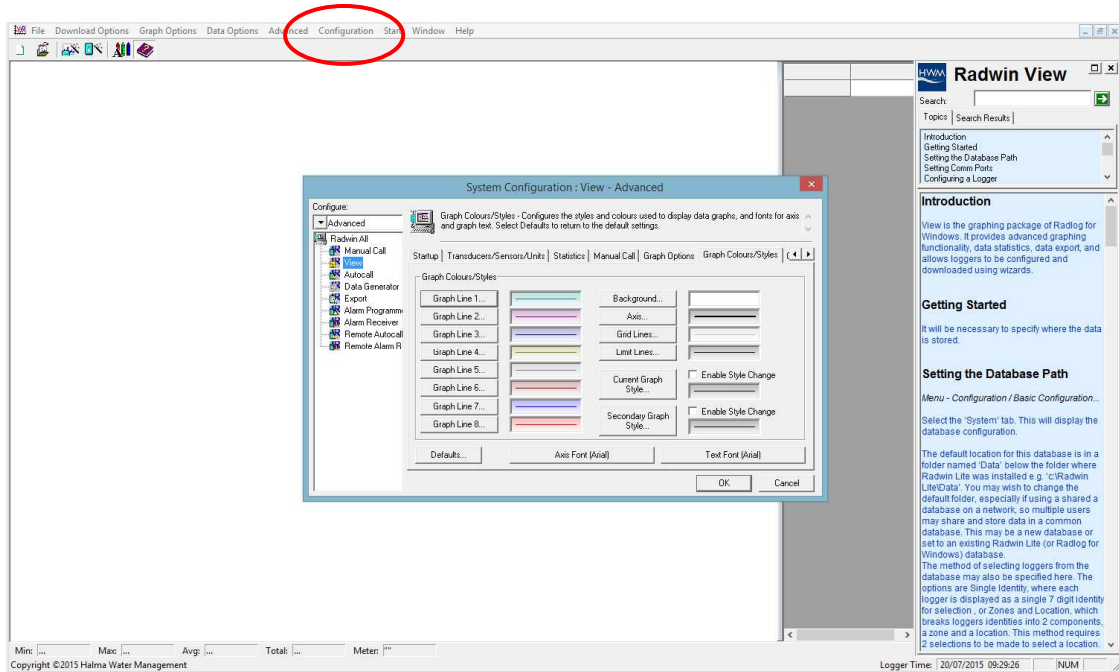 File Download Options Graph Options Data Options Advanced Configuration Start Window Help
HWM Radwin View
Search:
Topics Search Results
Introduction
Getting Started
Setting the Database Path
Setting Comm Ports
Configuring a Logger
System Configuration : View - Advanced
Configure:
Advanced
Radwin All
Manual Call
View
Autocall
Data Generator
Export
Alarm Programm
Alarm Receiver
Remote Autocall
Remote Alarm R
Graph Colours/Styles - Configures the styles and colours used to display data graphs, and fonts for axis
and graph text. Select Defaults to return to the default settings.
Startup Transducers/Sensors/Units Statistics Manual Call Graph Options Graph Colours/Styles
Graph Colours/Styles
Graph Line 1... Background...
Graph Line 2... Axis...
Graph Line 3... Grid Lines...
Graph Line 4... Limit Lines...
Graph Line 5...
Graph Line 6...
Graph Line 7...
Graph Line 8...
Current Graph
Style...
Enable Style Change
Secondary Graph
Style...
Enable Style Change
Defaults... Axis Font (Arial) Text Font (Arial)
OK Cancel
Introduction
View is the graphing package of Radlog for
Windows. It provides advanced graphing
functionality, data statistics, data export, and
allows loggers to be configured and
downloaded using wizards.
Getting Started
It will be necessary to specify where the data
is stored.
Setting the Database Path
Menu - Configuration / Basic Configuration...
Select the 'System' tab. This will display the
database configuration.
The default location for this database is in a
folder named 'Data' below the folder where
Radwin Lite was installed e.g. 'c:\Radwin
Lite\Data'. You may wish to change the
default folder, especially if using a shared a
database on a network, so multiple users
may share and store data in a common
database. This may be a new database or
set to an existing Radwin Lite (or Radlog for
Windows) database.
The method of selecting loggers from the
database may also be specified here. The
options are Single Identity, where each
logger is displayed as a single 7 digit identity
for selection , or Zones and Location, which
breaks loggers identities into 2 components,
a zone and a location. This method requires
2 selections to be made to select a location.
Min: ... Max: ... Avg: ... Total: ... Meter: ""
Copyright ©2015 Halma Water Management
Logger Time: 20/07/2015 09:29:26 NUM